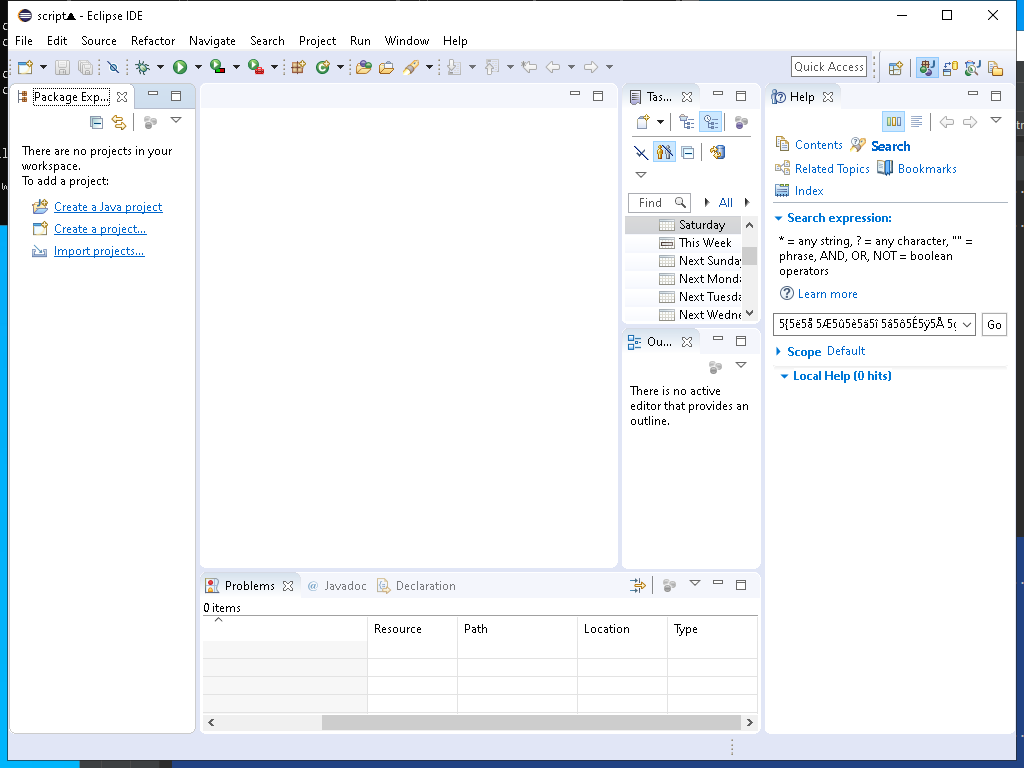 script▲ - Eclipse IDE
File Edit Source Refactor Navigate Search Project Run Window Help
Quick Access
Package Exp...
There are no projects in your
workspace.
To add a project:
Create a Java project
Create a project...
Import projects...
Tas...
Find
All
Saturday
This Week
Next Sunday
Next Monda
Next Tuesda
Next Wedne
Ou...
There is no active
editor that provides an
outline.
Help
Contents Search
Related Topics Bookmarks
Index
Search expression:
* = any string, ? = any character, "" =
phrase, AND, OR, NOT = boolean
operators
Learn more
Go
Scope Default
Local Help (0 hits)
Problems @ Javadoc Declaration
0 items
Resource Path Location Type